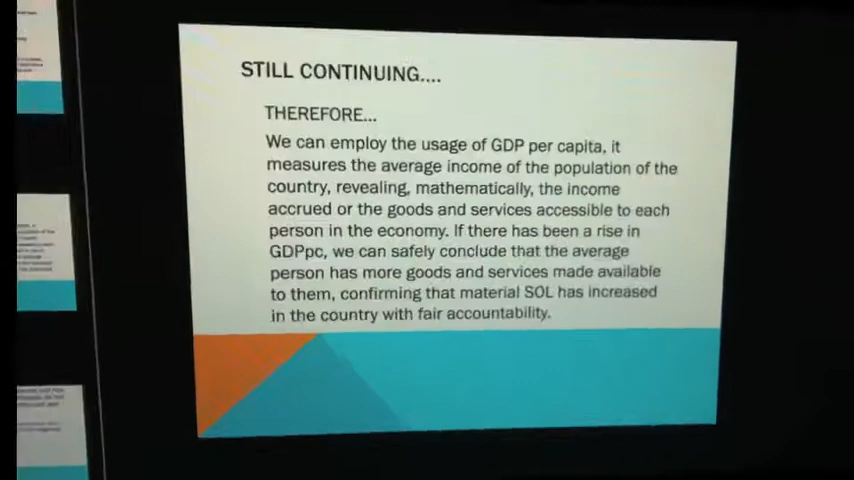 STILL CONTINUING....
THEREFORE...
We can employ the usage of GDP per capita, it
measures the average income of the population of the
country, revealing, mathematically, the income
accrued or the goods and services accessible to each
person in the economy. If there has been a rise in
GDPpc, we can safely conclude that the average
person has more goods and services made available
to them, confirming that material SOL has increased
in the country with fair accountability.